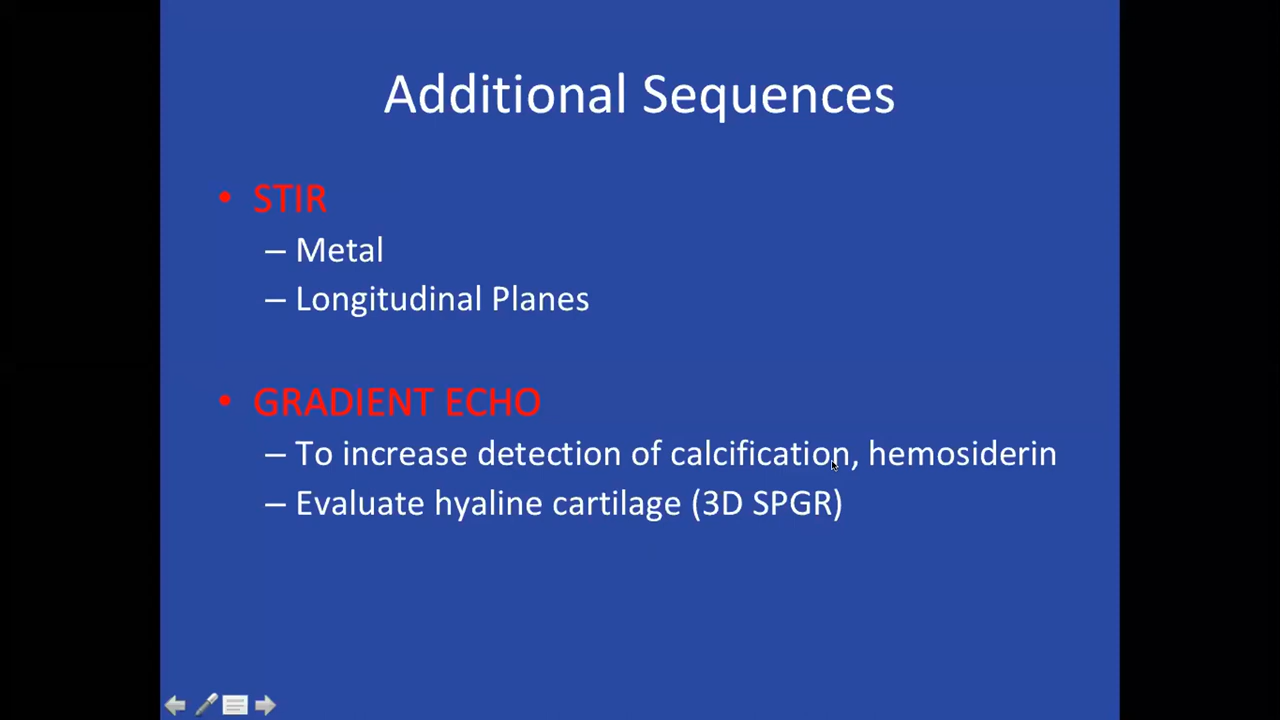 Additional Sequences
• STIR
– Metal
– Longitudinal Planes
• GRADIENT ECHO
– To increase detection of calcification, hemosiderin
– Evaluate hyaline cartilage (3D SPGR)